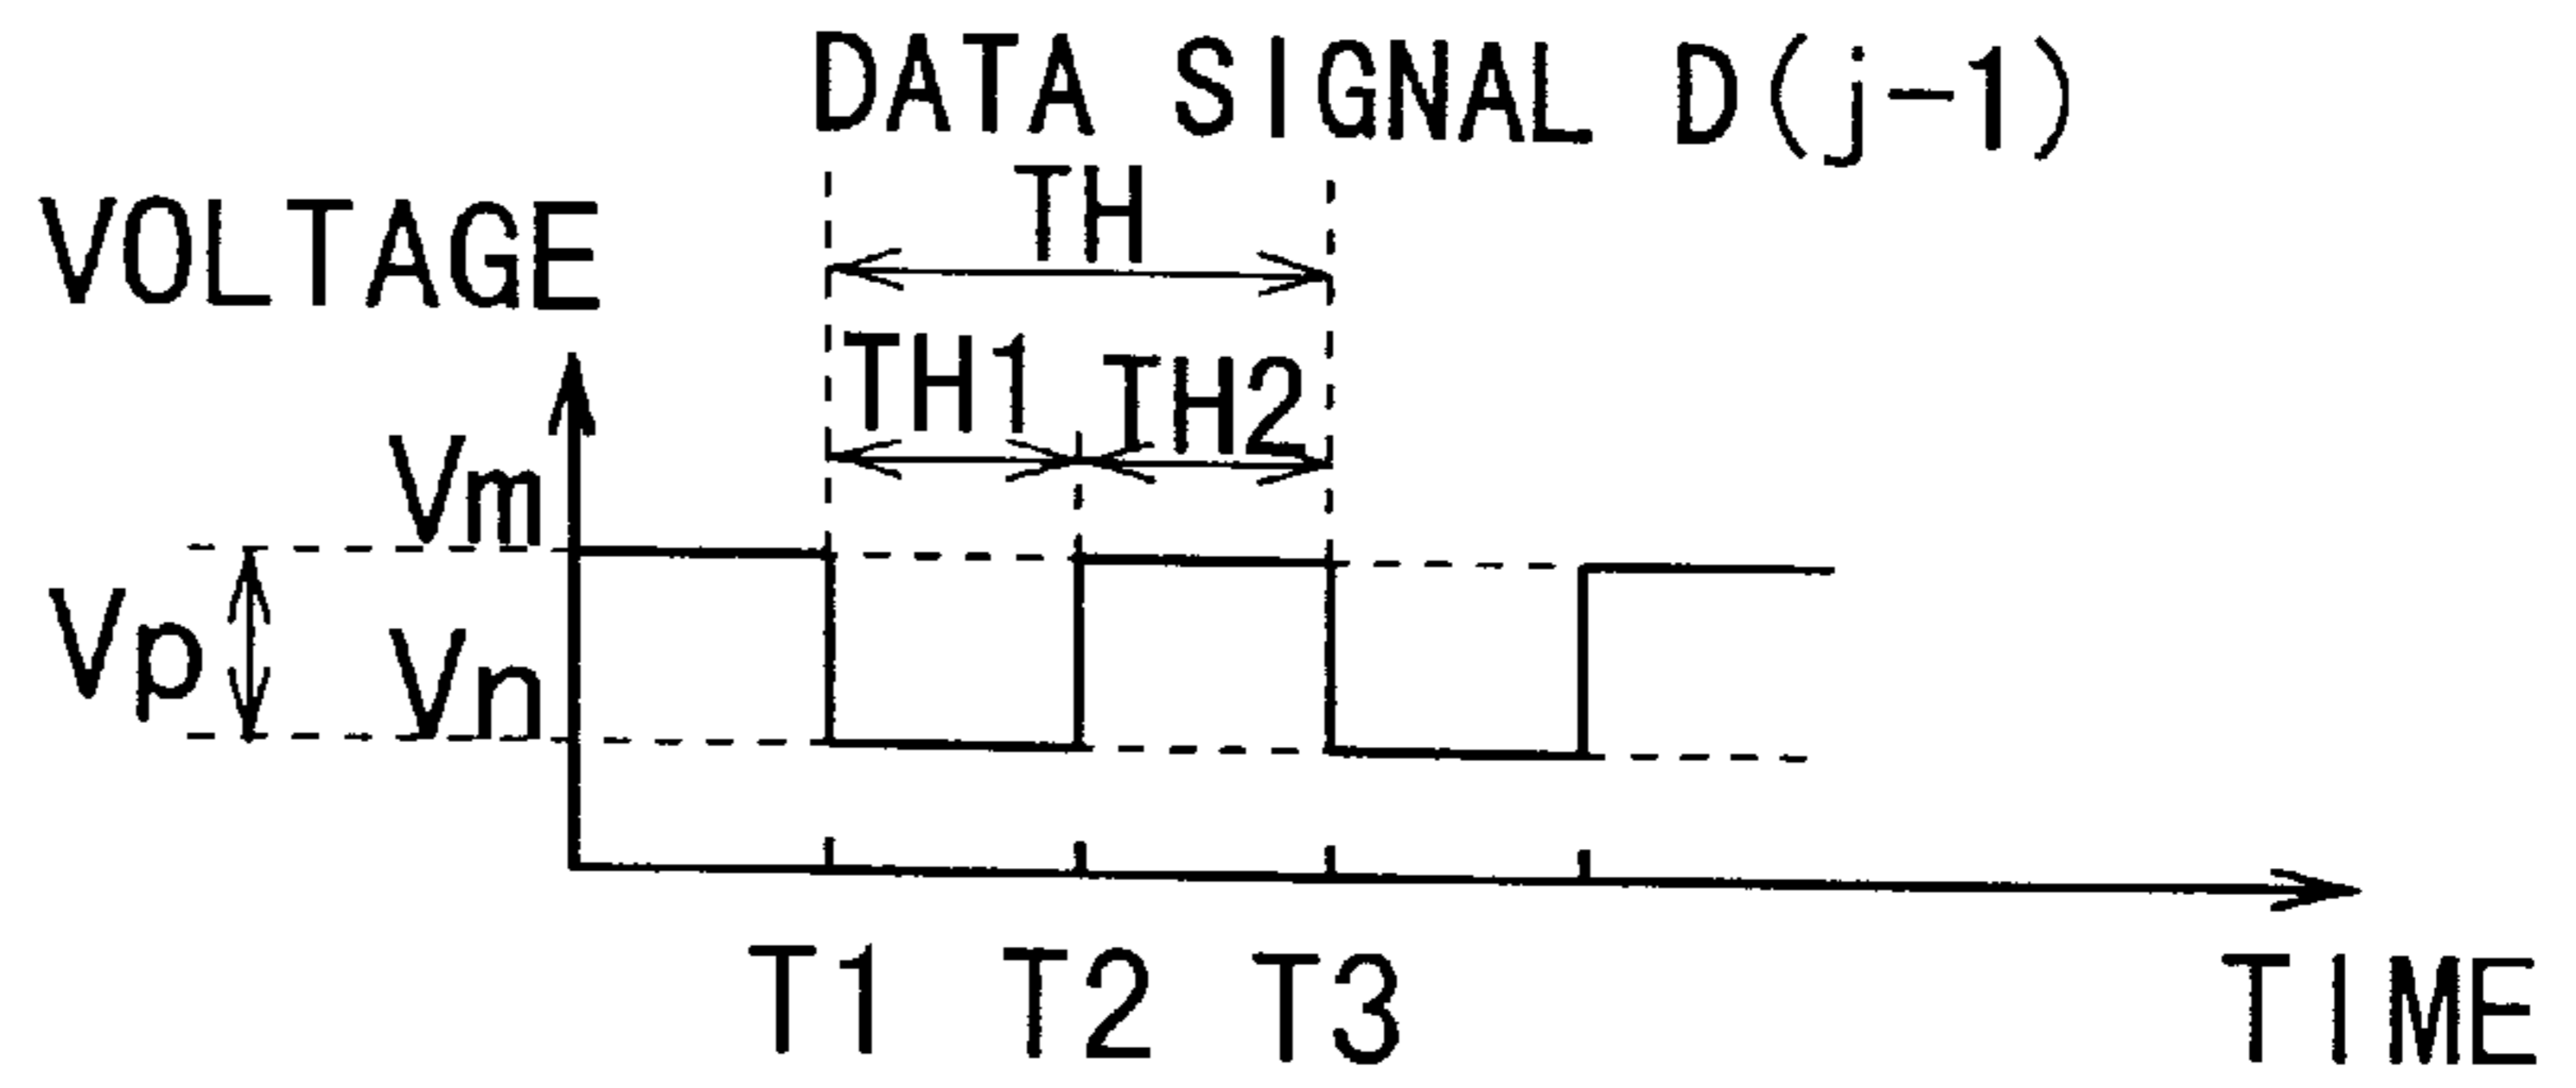 DATA SIGNAL D(j-1)
TH
VOLTAGE
TH1 TH2
Vm
Vp
Vn
T1 T2 T3
TIME